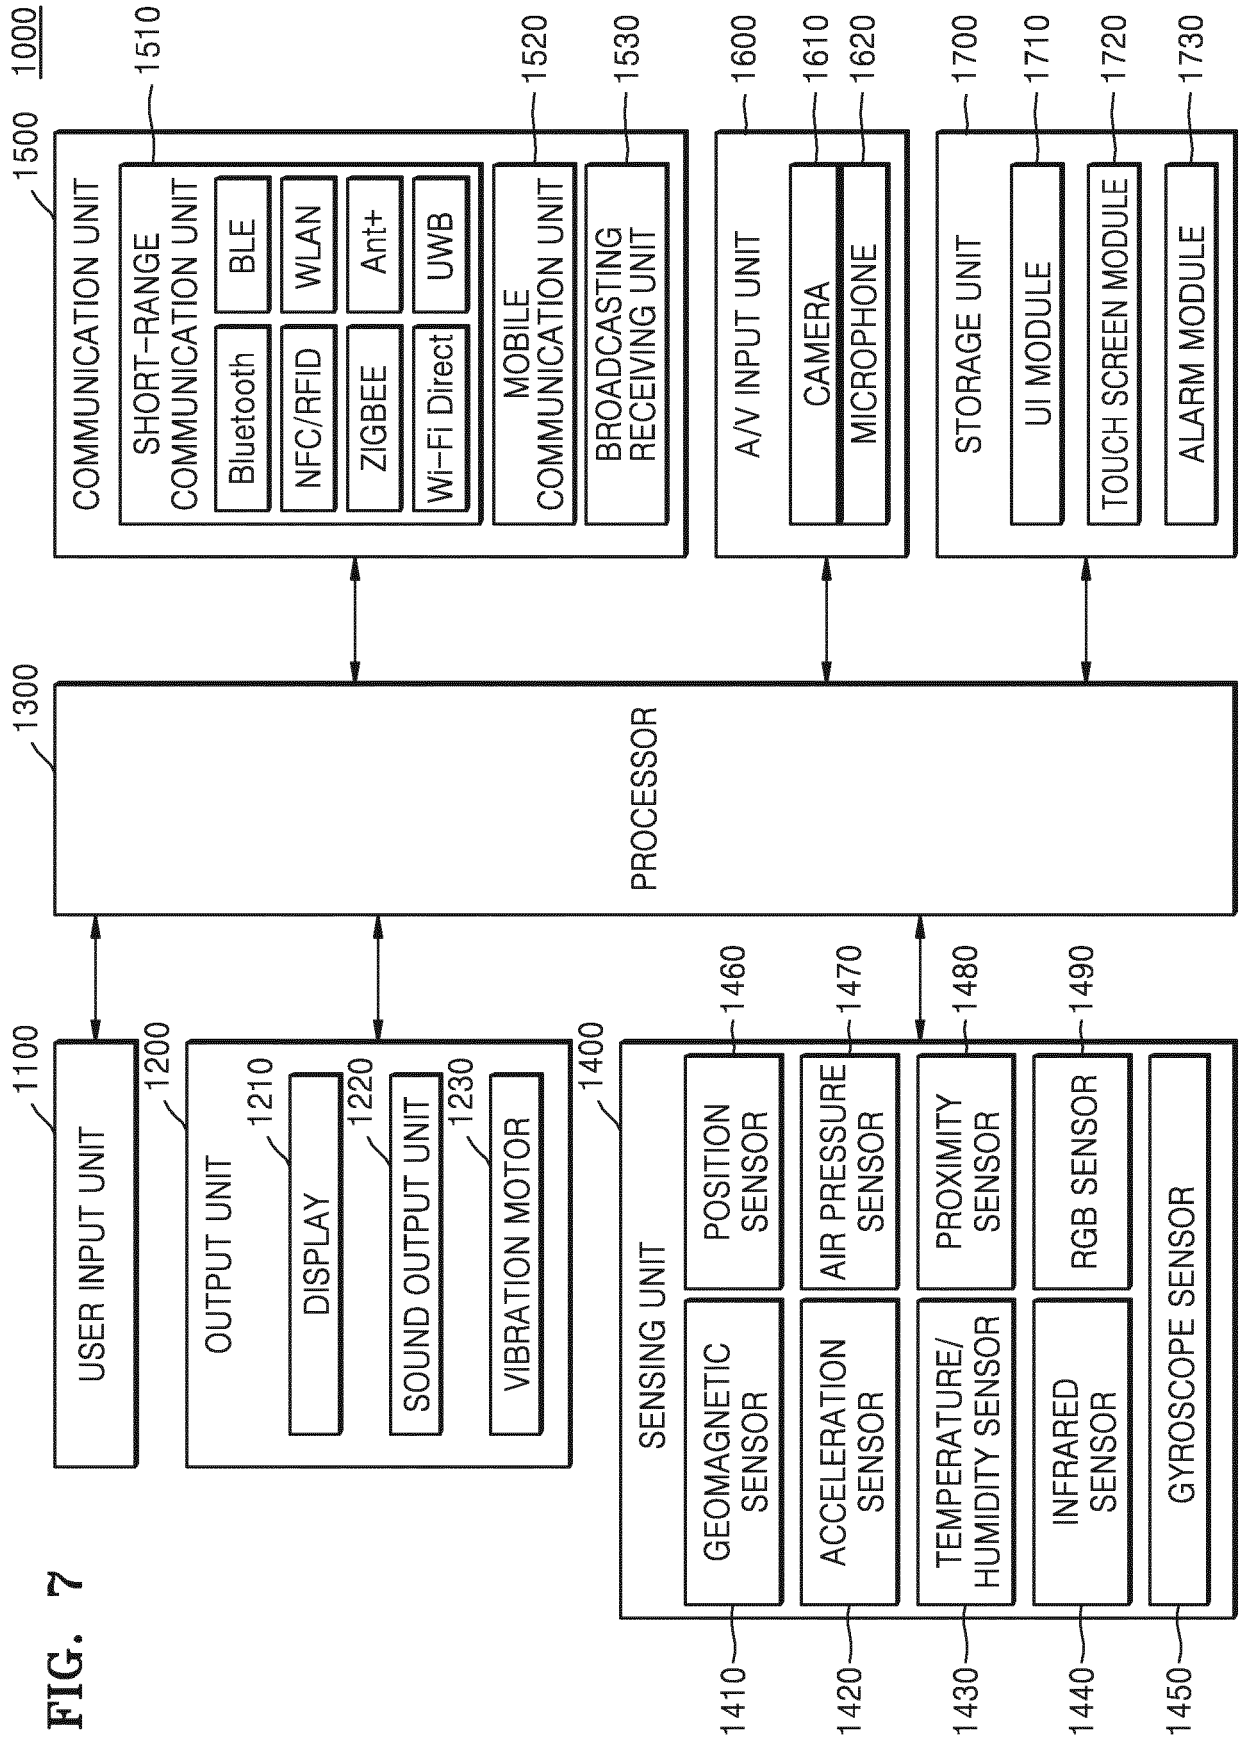 FIG. 7
1000
1100
USER INPUT UNIT
1200
OUTPUT UNIT
1210
DISPLAY
1220
SOUND OUTPUT UNIT
1230
VIBRATION MOTOR
1400
SENSING UNIT
1410
GEOMAGNETIC
SENSOR
POSITION
SENSOR
1460
1420
ACCELERATION
SENSOR
AIR PRESSURE
SENSOR
1470
1430
TEMPERATURE/
HUMIDITY SENSOR
PROXIMITY
SENSOR
1480
1440
INFRARED
SENSOR
RGB SENSOR
1490
1450
GYROSCOPE SENSOR
1300
PROCESSOR
1500
COMMUNICATION UNIT
SHORT-RANGE
COMMUNICATION UNIT
1510
Bluetooth
BLE
NFC/RFID
WLAN
ZIGBEE
Ant+
Wi-Fi Direct
UWB
MOBILE
COMMUNICATION UNIT
1520
BROADCASTING
RECEIVING UNIT
1530
A/V INPUT UNIT
1600
CAMERA
1610
MICROPHONE
1620
STORAGE UNIT
1700
UI MODULE
1710
TOUCH SCREEN MODULE
1720
ALARM MODULE
1730